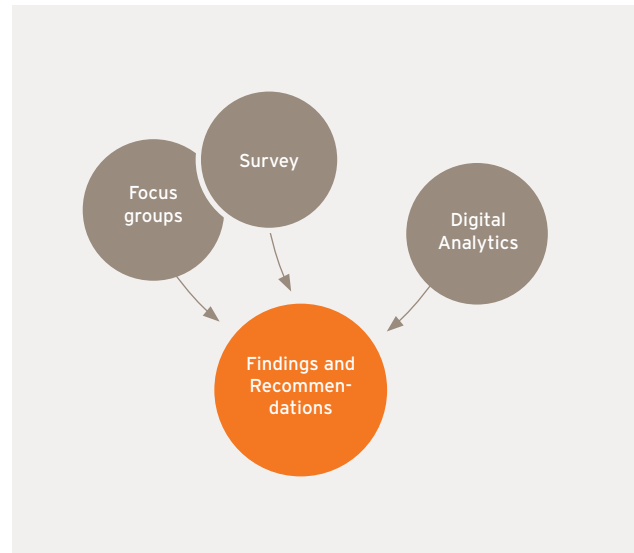 Survey
Focus
groups
Digital
Analytics
Findings and
Recommen-
dations